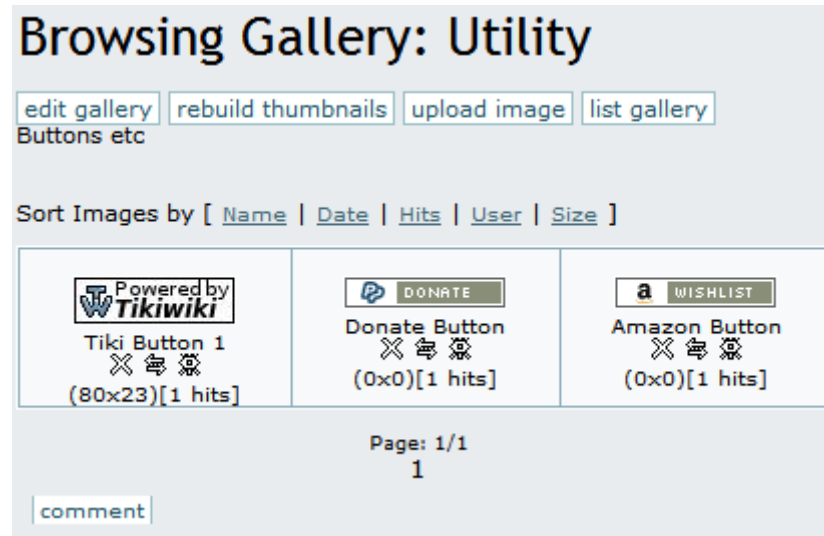 Browsing Gallery: Utility
edit gallery rebuild thumbnails upload image list gallery
Buttons etc
Sort Images by [ Name | Date | Hits | User | Size ]
Powered by
Tikiwiki
Tiki Button 1
(80x23)[1 hits]
DONATE
Donate Button
(0x0)[1 hits]
a WISHLIST
Amazon Button
(0x0)[1 hits]
Page: 1/1
1
comment